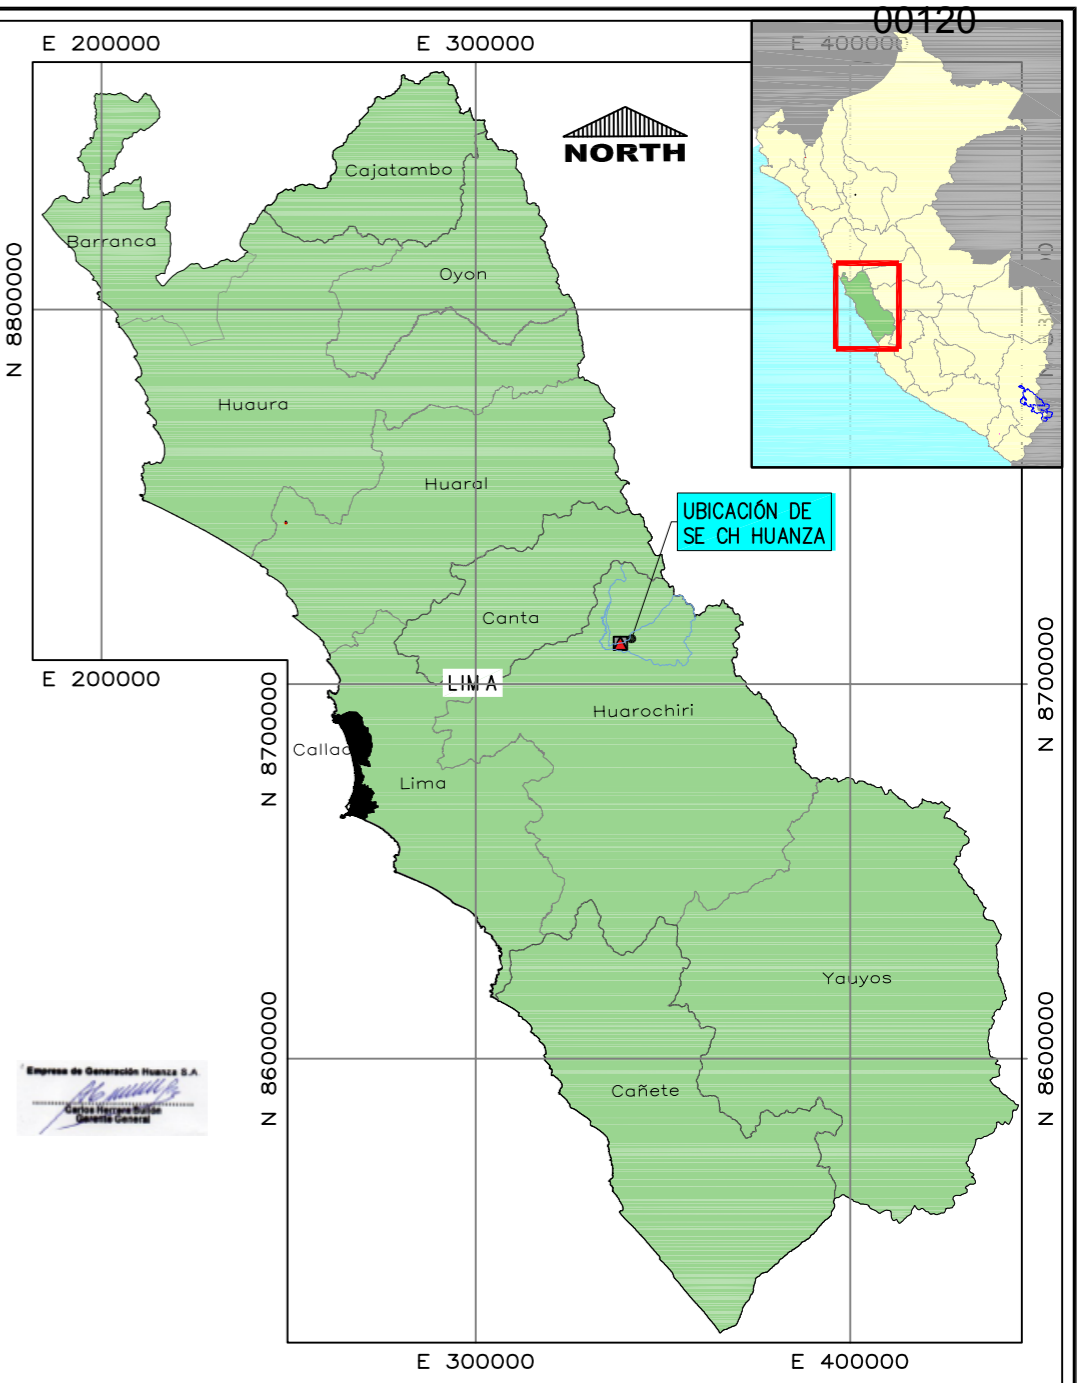 00120
E 200000
E 300000
E 400000
NORTH
Cajatambo
Barranca
Oyon
N 8800000
Huaura
Huaral
UBICACIÓN DE
SE CH HUANZA
Canta
E 200000
LIMA
Huarochiri
N 8700000
N 8700000
Callao
Lima
Yauyos
Cañete
N 8600000
N 8600000
Empresa de Generación Huanza S.A.
Carlos Herrera Bullón
Gerente General
E 300000
E 400000